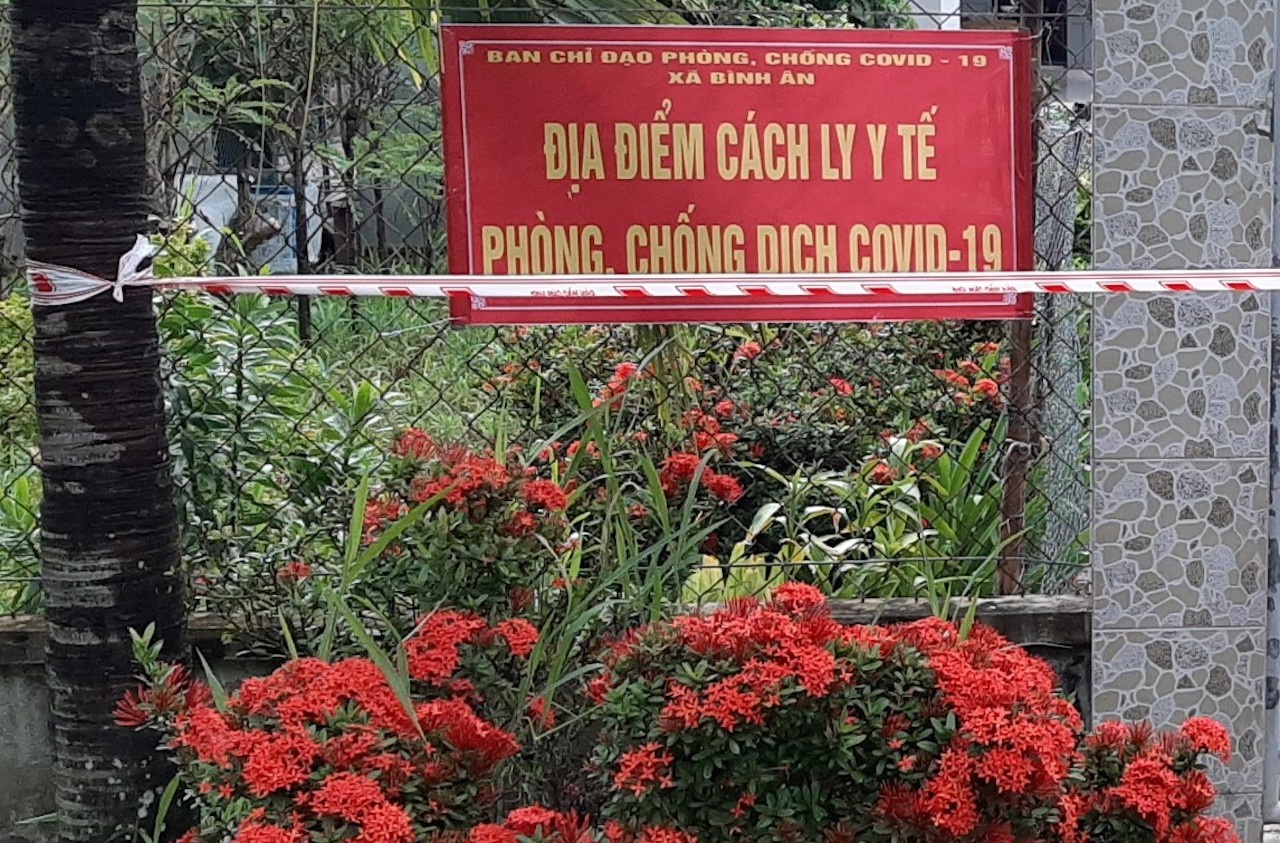 BAN CHỈ ĐẠO PHÒNG, CHỐNG COVID - 19
XÃ BÌNH ÂN
ĐỊA ĐIỂM CÁCH LY Y TẾ
PHÒNG, CHỐNG DỊCH COVID-19